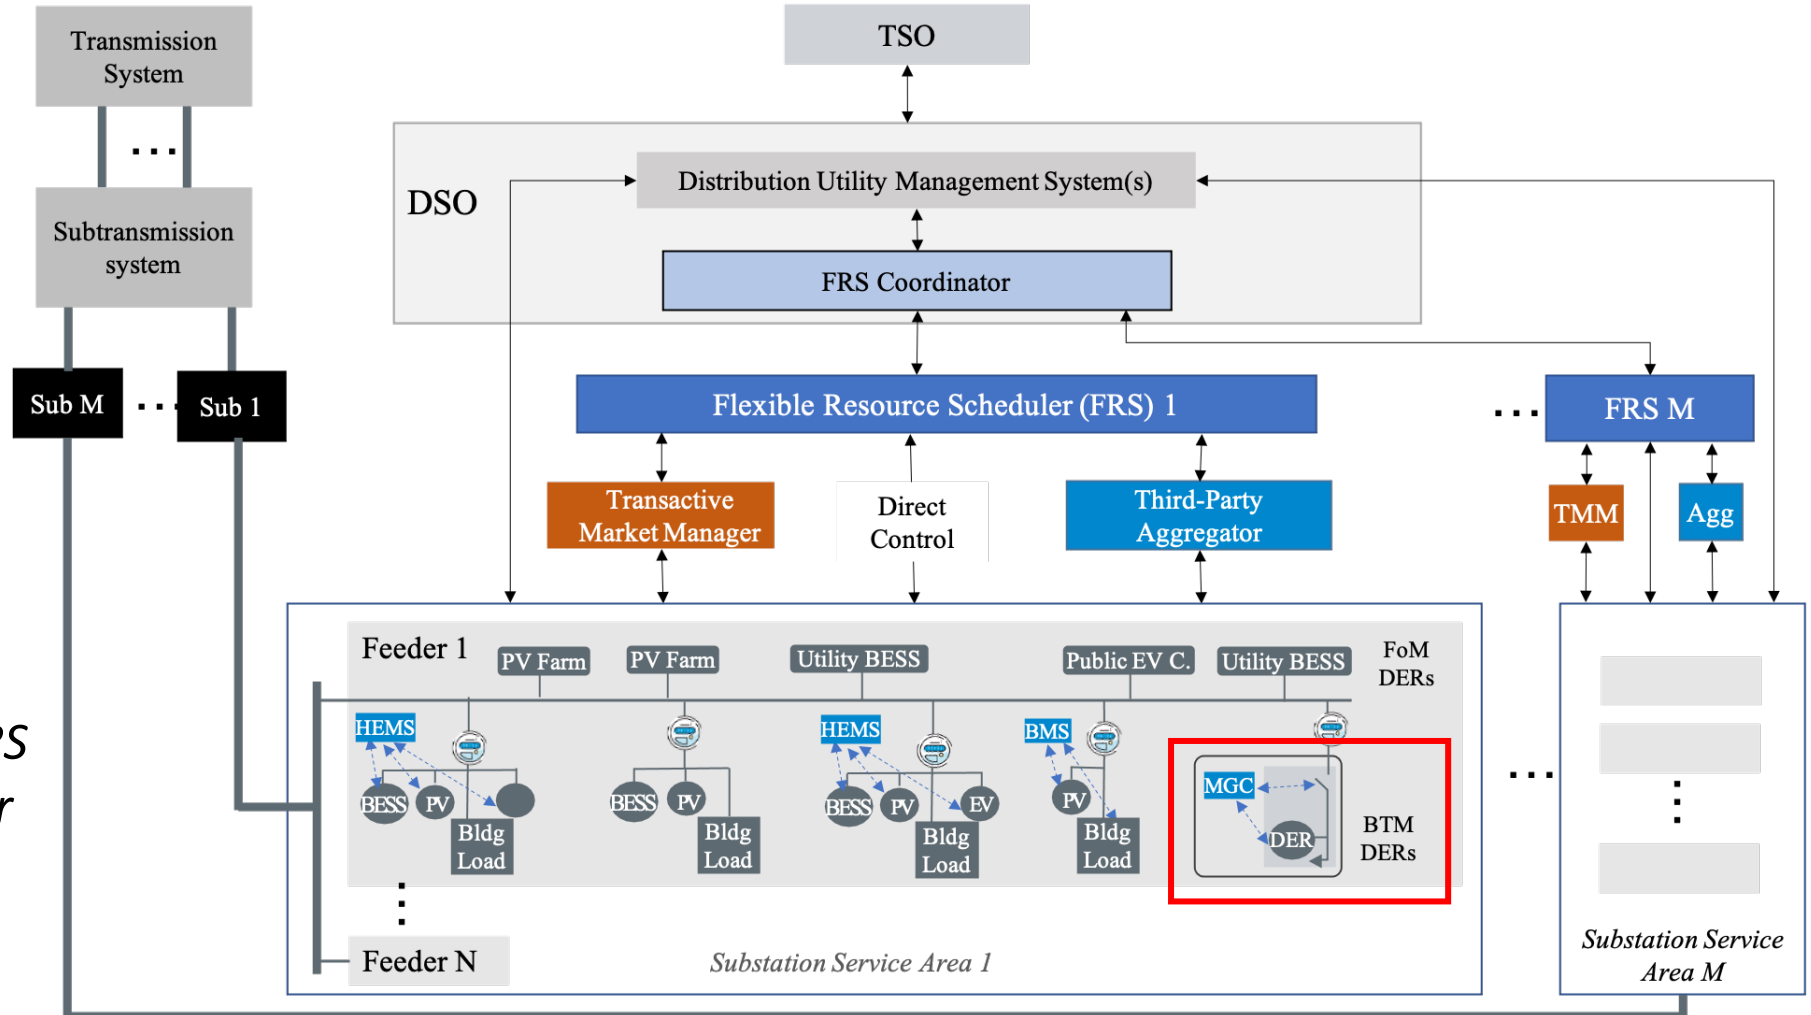 Transmission
System
...
Subtransmission
system
Sub M
...
Sub 1
TSO
DSO
Distribution Utility Management System(s)
FRS Coordinator
Flexible Resource Scheduler (FRS) 1
...
FRS M
Transactive
Market Manager
Direct
Control
Third-Party
Aggregator
TMM
Agg
Feeder 1
PV Farm
PV Farm
Utility BESS
Public EV C.
Utility BESS
FoM
DERs
HEMS
BESS
PV
Bldg
Load
BESS
PV
Bldg
Load
HEMS
BESS
PV
EV
Bldg
Load
BMS
PV
Bldg
Load
MGC
DER
BTM
DERs
Feeder N
Substation Service Area 1
...
Substation Service
Area M